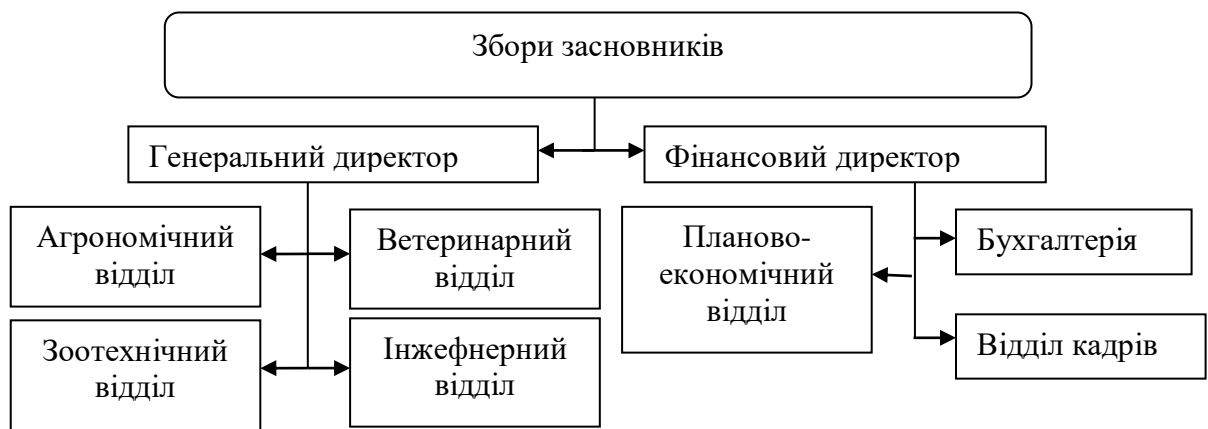 Збори засновників
Генеральний директор
Фінансовий директор
Агрономічний
відділ
Ветеринарний
відділ
Планово-
економічний
відділ
Бухгалтерія
Зоотехнічний
відділ
Інжефнерний
відділ
Відділ кадрів